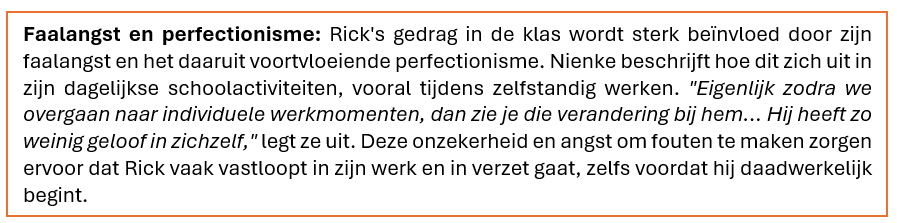 Faalangst en perfectionisme: Rick's gedrag in de klas wordt sterk beïnvloed door zijn
faalangst en het daaruit voortvloeiende perfectionisme. Nienke beschrijft hoe dit zich uit in
zijn dagelijkse schoolactiviteiten, vooral tijdens zelfstandig werken. "Eigenlijk zodra we
overgaan naar individuele werkmomenten, dan zie je die verandering bij hem... Hij heeft zo
weinig geloof in zichzelf," legt ze uit. Deze onzekerheid en angst om fouten te maken zorgen
ervoor dat Rick vaak vastloopt in zijn werk en in verzet gaat, zelfs voordat hij daadwerkelijk
begint.